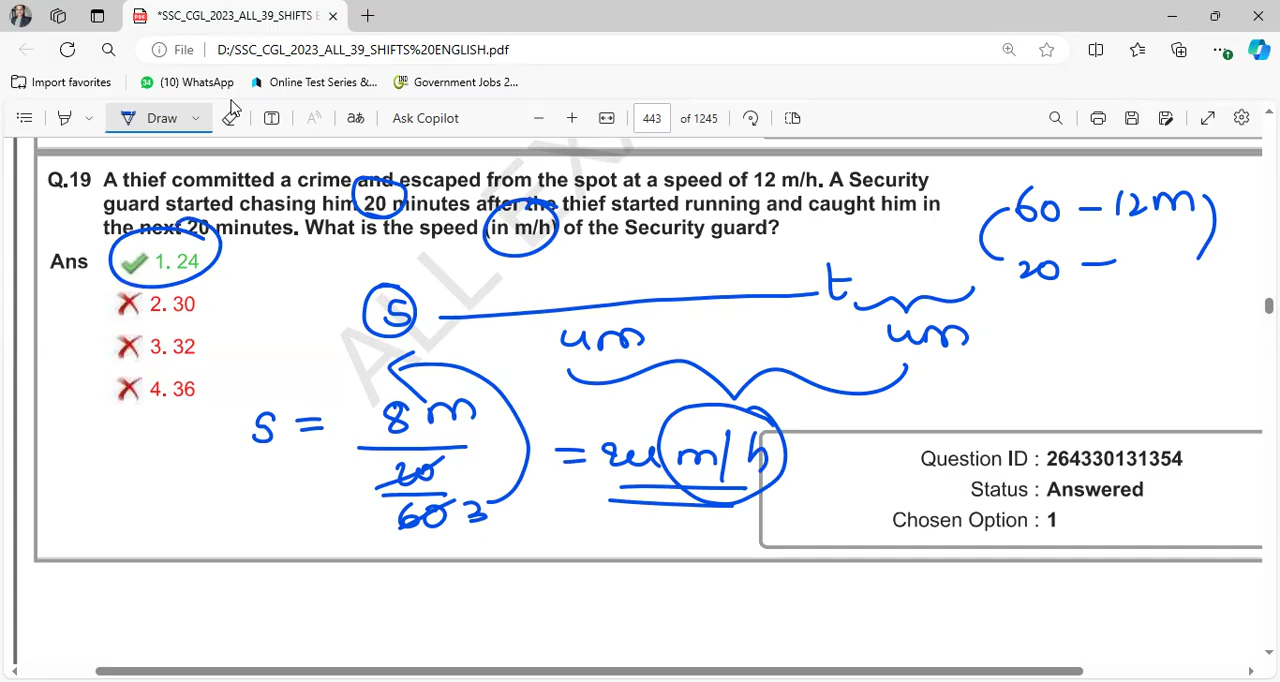 *SSC_CGL_2023_ALL_39_SHIFTS E
File D:/SSC_CGL_2023_ALL_39_SHIFTS%20ENGLISH.pdf
Import favorites (10) WhatsApp Online Test Series &... Government Jobs 2...
Draw aあ Ask Copilot 443 of 1245
Q.19 A thief committed a crime and escaped from the spot at a speed of 12 m/h. A Security
guard started chasing him 20 minutes after the thief started running and caught him in
the next 20 minutes. What is the speed (in m/h) of the Security guard?
60 - 12m
20 -
Ans 1. 24
2. 30
3. 32
4. 36
S t
4m 4m
S = 8m
20
60 3
= 24 m/h
Question ID : 264330131354
Status : Answered
Chosen Option : 1
ALL EX